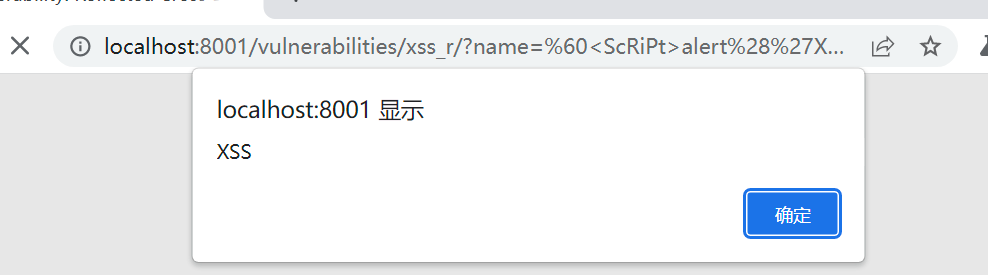 localhost:8001/vulnerabilities/xss_r/?name=%60<ScRiPt>alert%28%27X...
localhost:8001 显示
XSS
确定